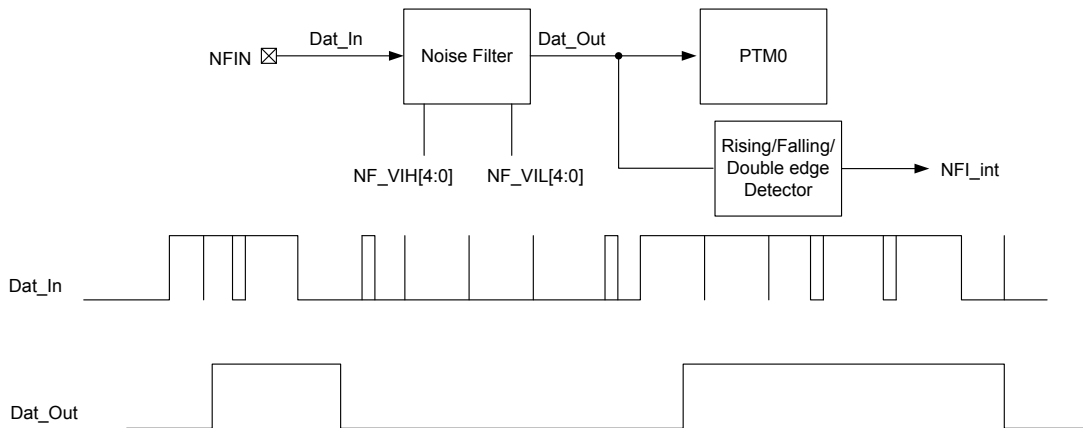 Dat_In
Dat_Out
NFIN
Noise Filter
PTM0
Rising/Falling/
Double edge
Detector
NF_VIH[4:0]
NF_VIL[4:0]
NFI_int
Dat_In
Dat_Out